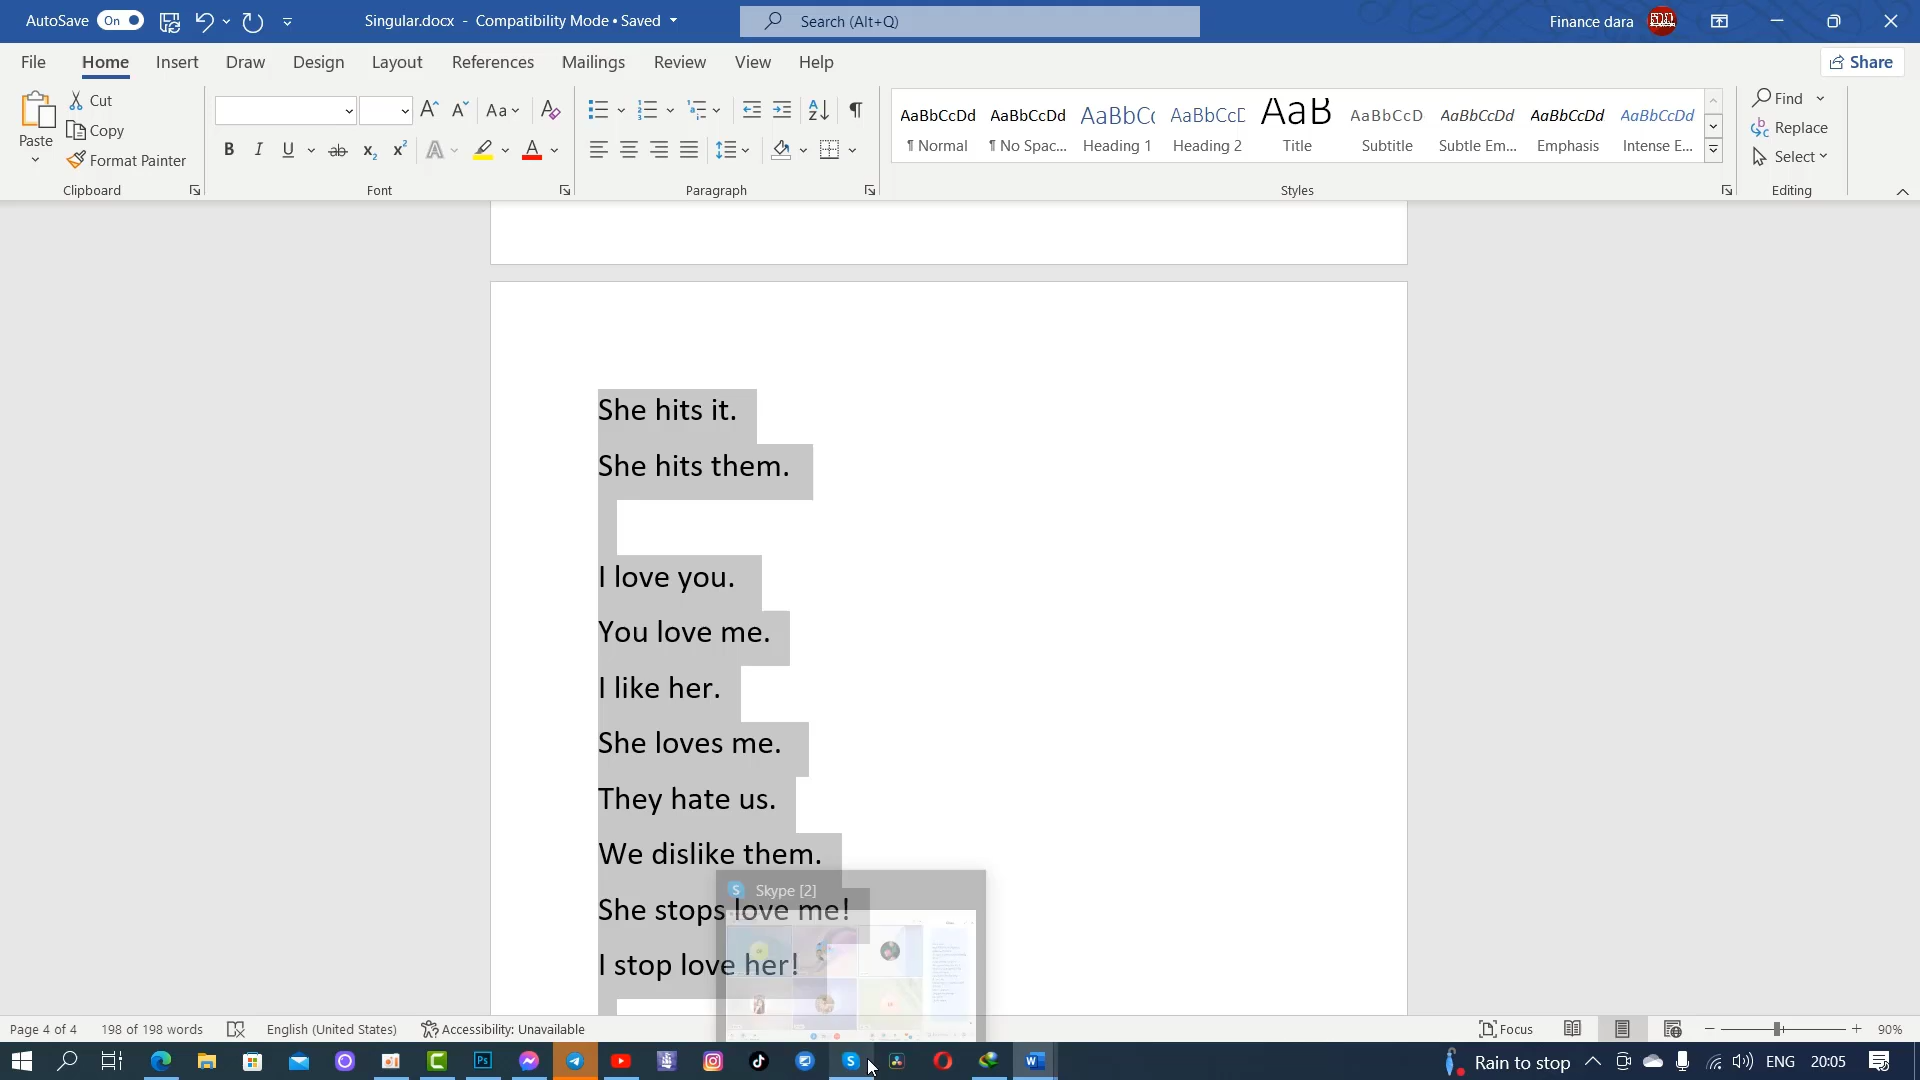 AutoSave On Singular.docx - Compatibility Mode • Saved Search (Alt+Q) Finance dara
File Home Insert Draw Design Layout References Mailings Review View Help Share
Paste
Cut
Copy
Format Painter
Clipboard
Font
Paragraph
AaBbCcDd AaBbCcDd AaBbCc AaBbCcE AaB AaBbCcD AaBbCcDd AaBbCcDd AaBbCcDd
¶ Normal ¶ No Spac... Heading 1 Heading 2 Title Subtitle Subtle Em... Emphasis Intense E...
Styles
Find
Replace
Select
Editing
She hits it.
She hits them.
I love you.
You love me.
I like her.
She loves me.
They hate us.
We dislike them.
Skype [2]
She stops love me!
I stop love her!
Page 4 of 4 198 of 198 words English (United States) Accessibility: Unavailable Focus 90%
Rain to stop ENG 20:05